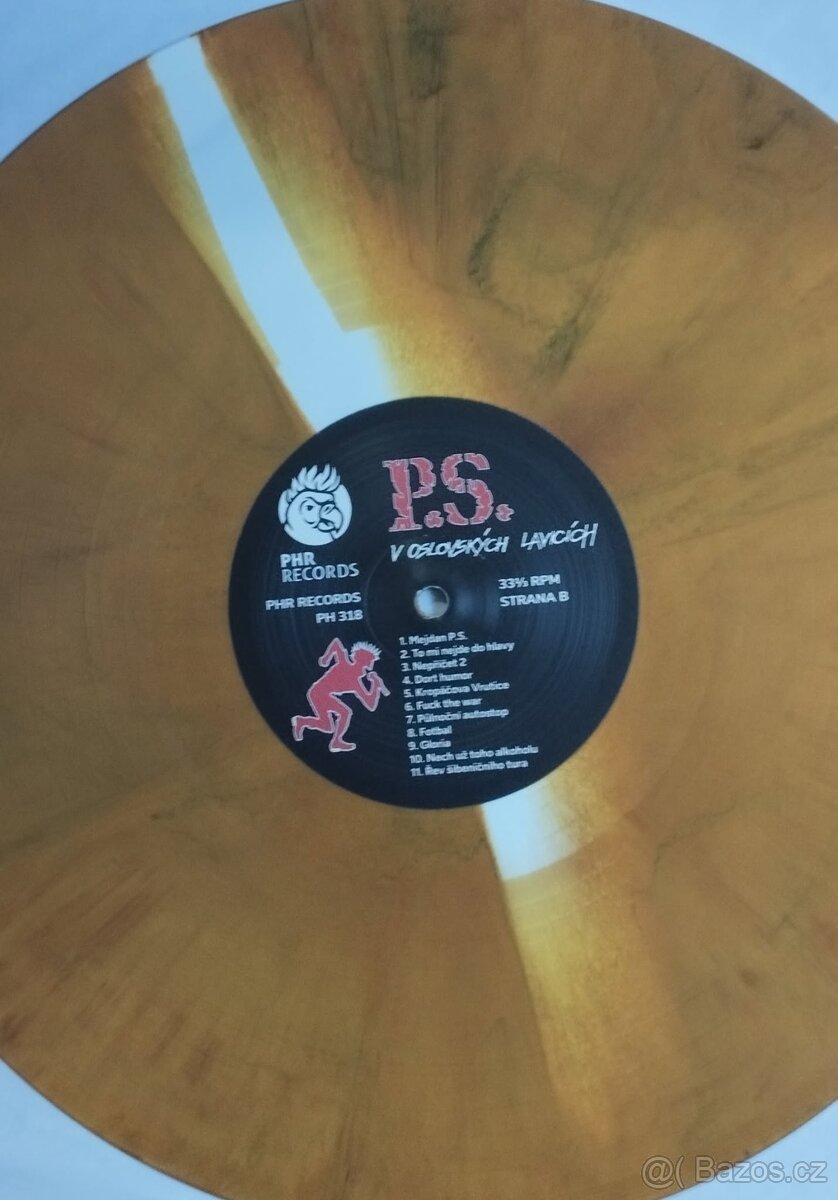 P.S.
V OSLOVSKÝCH LAVICÍCH
PHR
RECORDS
PHR RECORDS
PH 318
33⅓ RPM
STRANA B
1. Mejdan P.S.
2. To mi nejde do hlavy
3. Nepříčet 2
4. Dort humor
5. Kropáčova Vrutice
6. Fuck the war
7. Půlnoční autostop
8. Fotbal
9. Gloria
10. Nech už toho alkoholu
11. Řev šibeničního tura
@( Bazos.cz